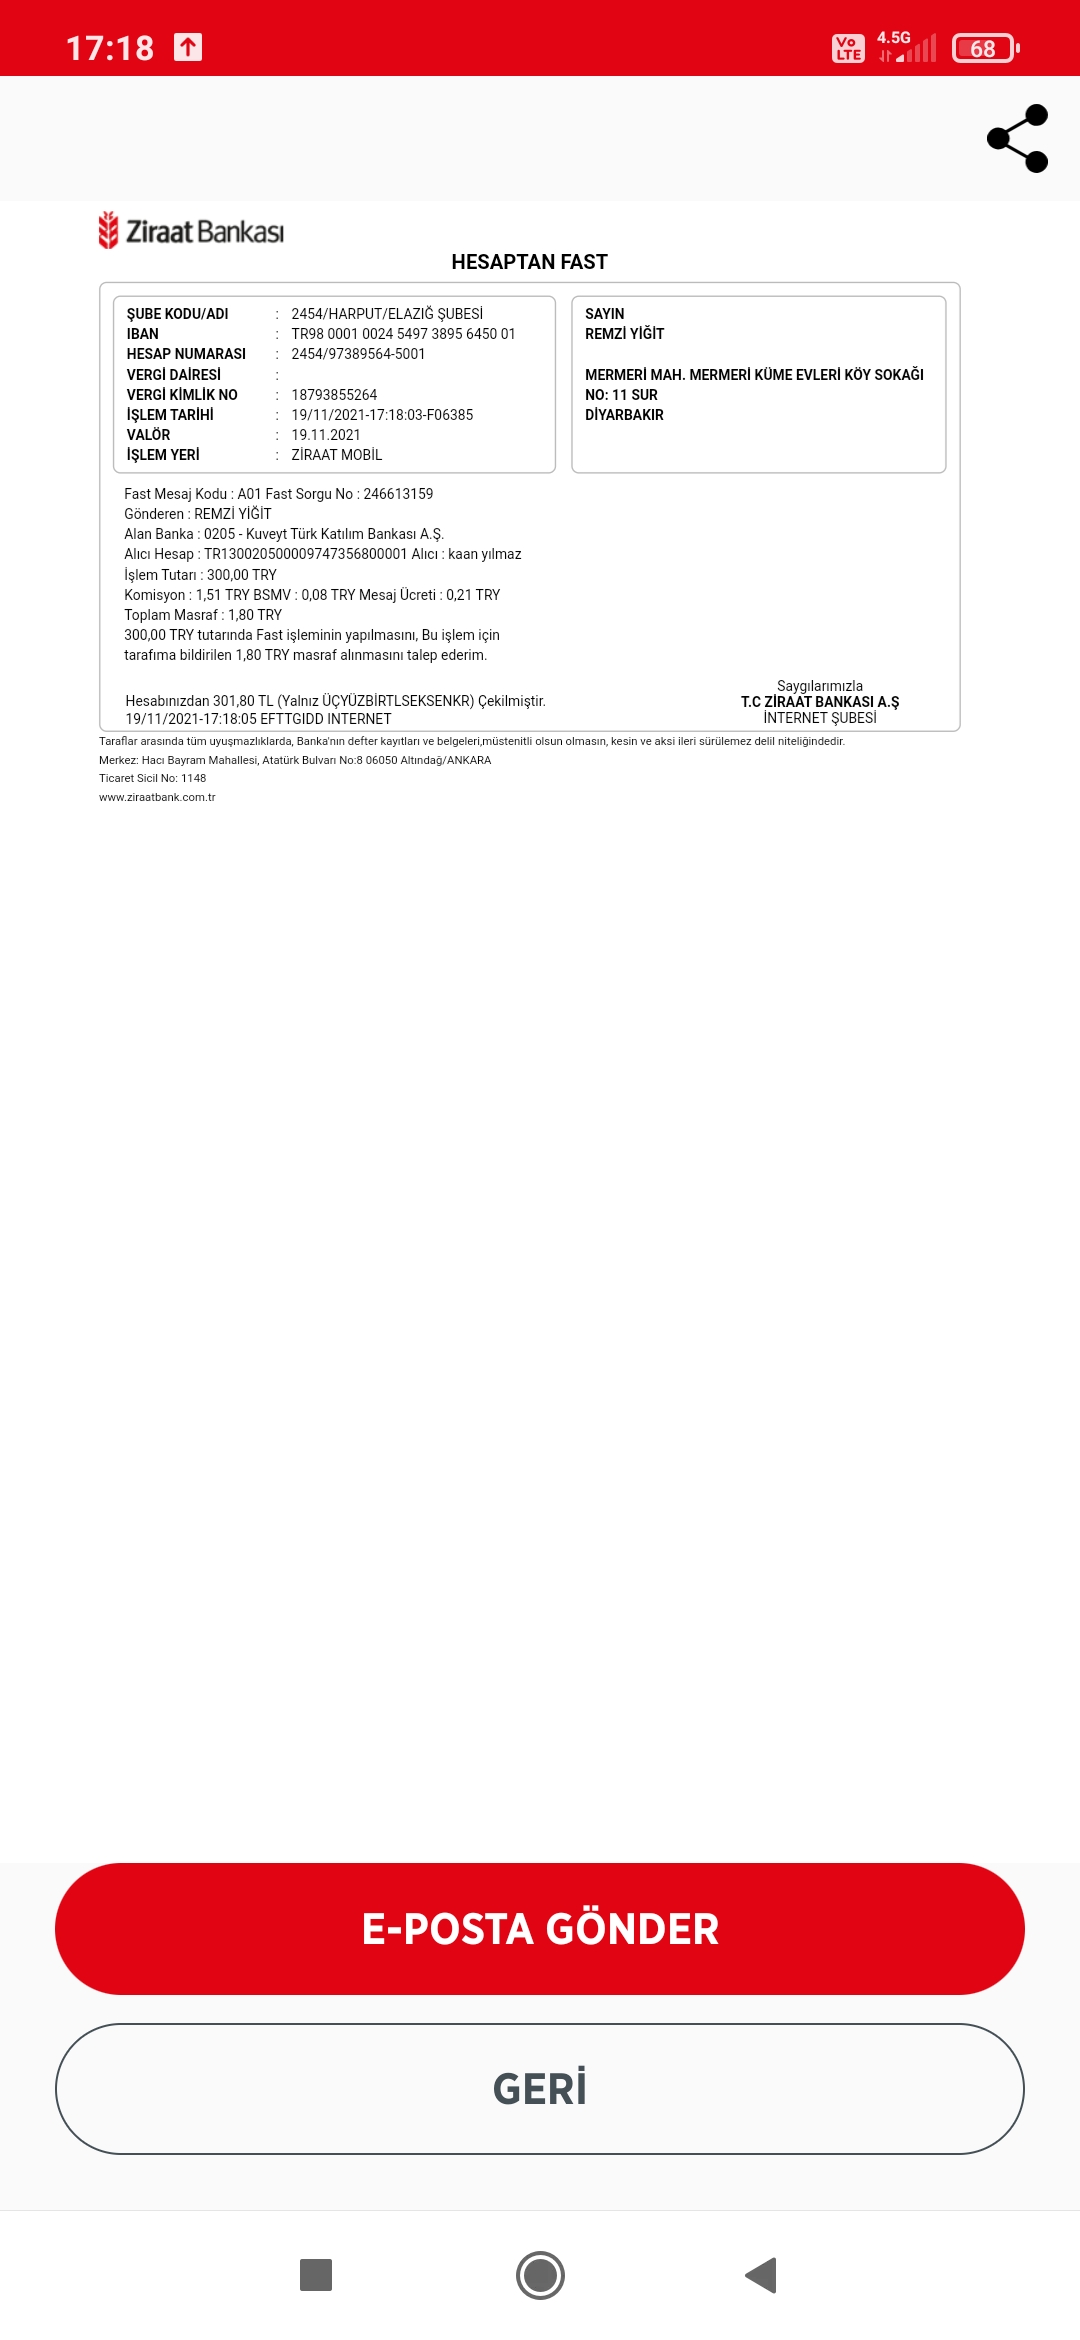 17:18
Vo LTE 4.5G 68
Ziraat Bankası
HESAPTAN FAST
ŞUBE KODU/ADI : 2454/HARPUT/ELAZIĞ ŞUBESİ
IBAN : TR98 0001 0024 5497 3895 6450 01
HESAP NUMARASI : 2454/97389564-5001
VERGİ DAİRESİ :
VERGİ KİMLİK NO : 18793855264
İŞLEM TARİHİ : 19/11/2021-17:18:03-F06385
VALÖR : 19.11.2021
İŞLEM YERİ : ZİRAAT MOBİL
SAYIN
REMZİ YİĞİT
MERMERİ MAH. MERMERİ KÜME EVLERİ KÖY SOKAĞI
NO: 11 SUR
DİYARBAKIR
Fast Mesaj Kodu : A01 Fast Sorgu No : 246613159
Gönderen : REMZİ YİĞİT
Alan Banka : 0205 - Kuveyt Türk Katılım Bankası A.Ş.
Alıcı Hesap : TR130020500009747356800001 Alıcı : kaan yılmaz
İşlem Tutarı : 300,00 TRY
Komisyon : 1,51 TRY BSMV : 0,08 TRY Mesaj Ücreti : 0,21 TRY
Toplam Masraf : 1,80 TRY
300,00 TRY tutarında Fast işleminin yapılmasını, Bu işlem için
tarafıma bildirilen 1,80 TRY masraf alınmasını talep ederim.
Hesabınızdan 301,80 TL (Yalnız ÜÇYÜZBİRTLSEKSENKR) Çekilmiştir.
19/11/2021-17:18:05 EFTTGIDD INTERNET
Saygılarımızla
T.C ZİRAAT BANKASI A.Ş
İNTERNET ŞUBESİ
Taraflar arasında tüm uyuşmazlıklarda, Banka'nın defter kayıtları ve belgeleri,müstenitli olsun olmasın, kesin ve aksi ileri sürülemez delil niteliğindedir.
Merkez: Hacı Bayram Mahallesi, Atatürk Bulvarı No:8 06050 Altındağ/ANKARA
Ticaret Sicil No: 1148
www.ziraatbank.com.tr
E-POSTA GÖNDER
GERİ